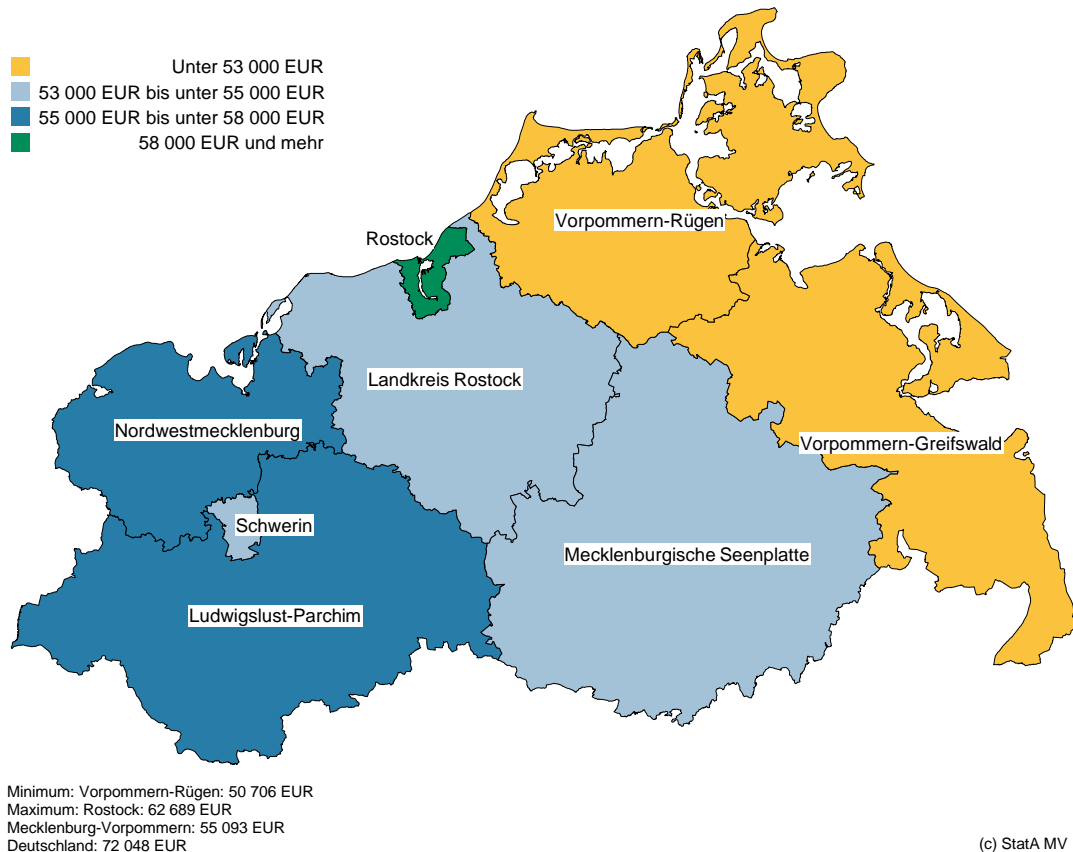 Unter 53 000 EUR
53 000 EUR bis unter 55 000 EUR
55 000 EUR bis unter 58 000 EUR
58 000 EUR und mehr
Vorpommern-Rügen
Rostock
Landkreis Rostock
Nordwestmecklenburg
Vorpommern-Greifswald
Schwerin
Mecklenburgische Seenplatte
Ludwigslust-Parchim
Minimum: Vorpommern-Rügen: 50 706 EUR
Maximum: Rostock: 62 689 EUR
Mecklenburg-Vorpommern: 55 093 EUR
Deutschland: 72 048 EUR
(c) StatA MV